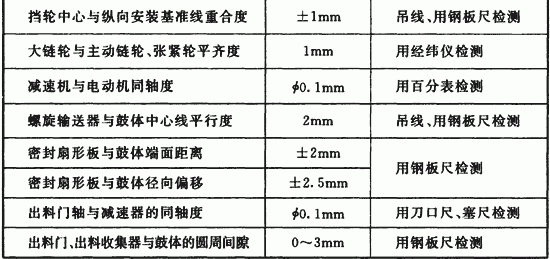 挡轮中心与纵向安装基准线重合度 ±1mm 吊线、用钢板尺检测
大链轮与主动链轮、张紧轮平齐度 1mm 用经纬仪检测
减速机与电动机同轴度 ϕ0.1mm 用百分表检测
螺旋输送器与鼓体中心线平行度 2mm 吊线、用钢板尺检测
密封扇形板与鼓体端面距离 ±2mm 用钢板尺检测
密封扇形板与鼓体径向偏移 ±2.5mm
出料门轴与减速器的同轴度 ϕ0.1mm 用刀口尺、塞尺检测
出料门、出料收集器与鼓体的圆周间隙 0～3mm 用钢板尺检测